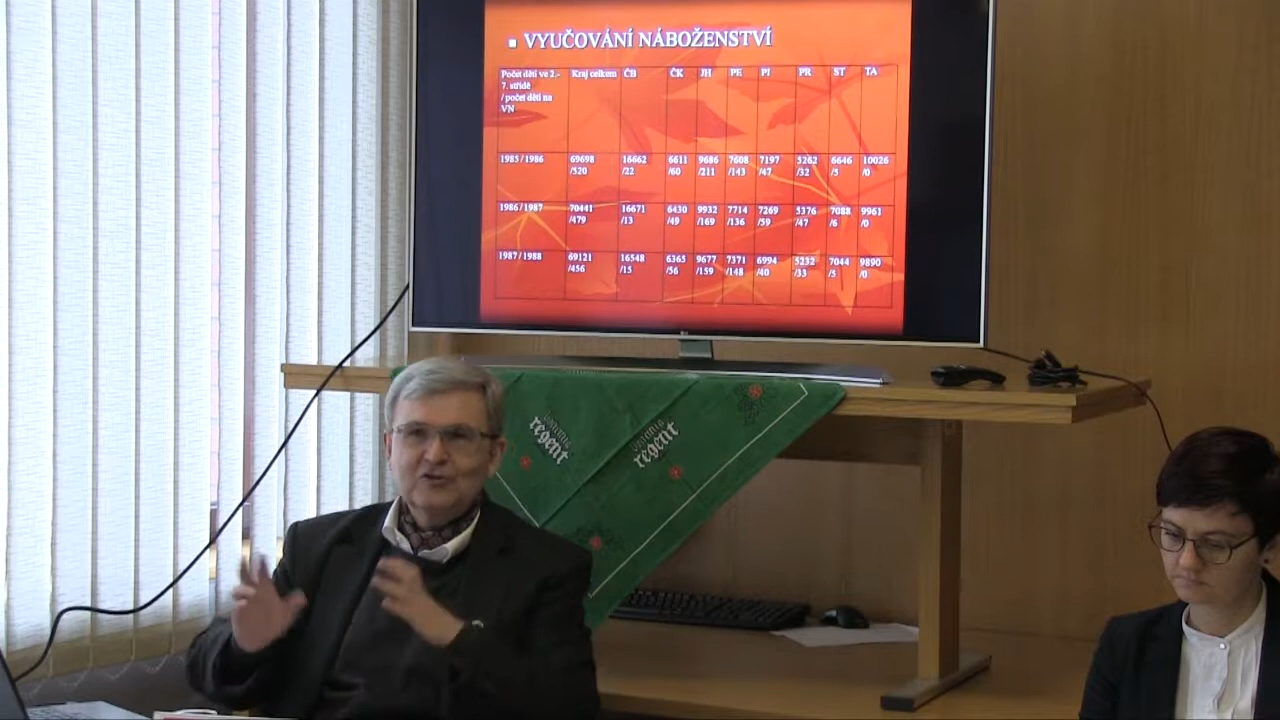 VYUČOVÁNÍ NÁBOŽENSTVÍ
Počet dětí ve 2.- Kraj celkem ČB ČK JH PE PI PR ST TA
7. třídě
/ počet dětí na
VN
1985 / 1986 69698 16662 6611 9686 7608 7197 5262 6646 10026
/520 /22 /60 /211 /143 /47 /32 /5 /0
1986 / 1987 70441 16671 6430 9932 7714 7269 5376 7088 9961
/479 /13 /49 /169 /136 /59 /47 /6 /0
1987 / 1988 69121 16548 6365 9677 7371 6994 5232 7044 9890
/456 /15 /56 /159 /148 /40 /33 /5 /0
regent
regent